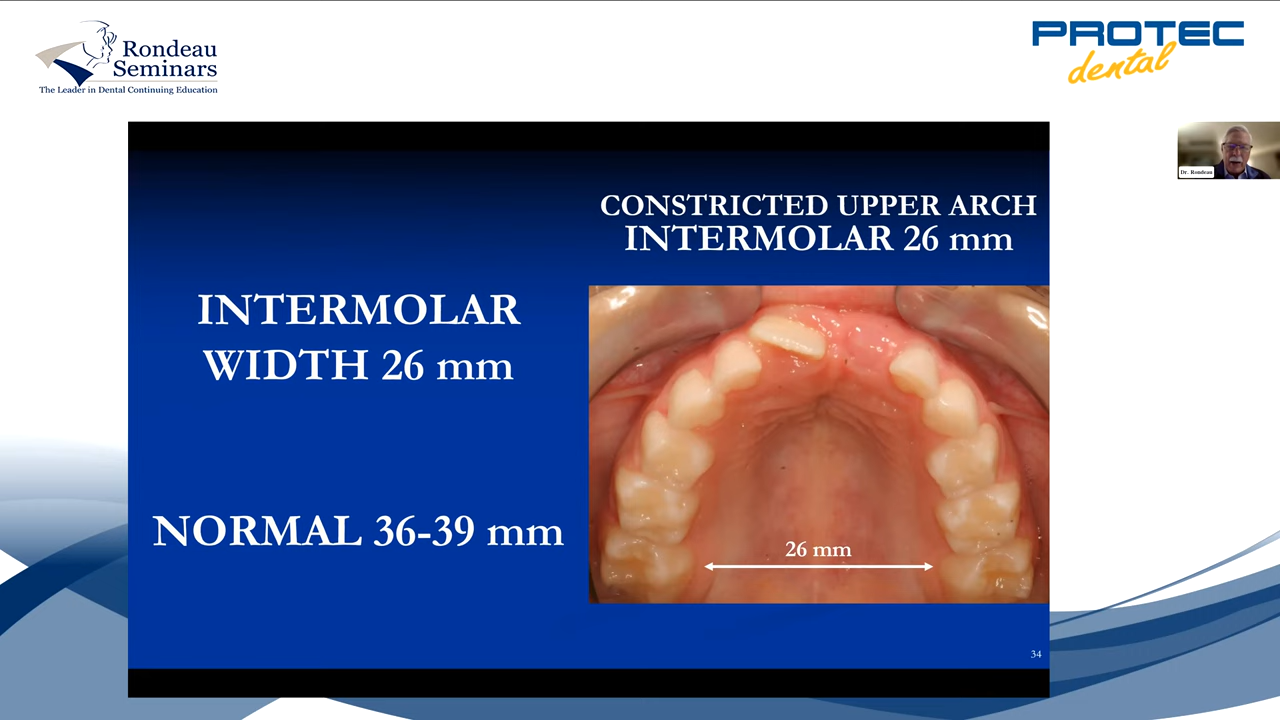 Rondeau
Seminars
The Leader in Dental Continuing Education
PROTEC
dental
Dr. Rondeau
CONSTRICTED UPPER ARCH
INTERMOLAR 26 mm
INTERMOLAR
WIDTH 26 mm
NORMAL 36-39 mm
26 mm
34